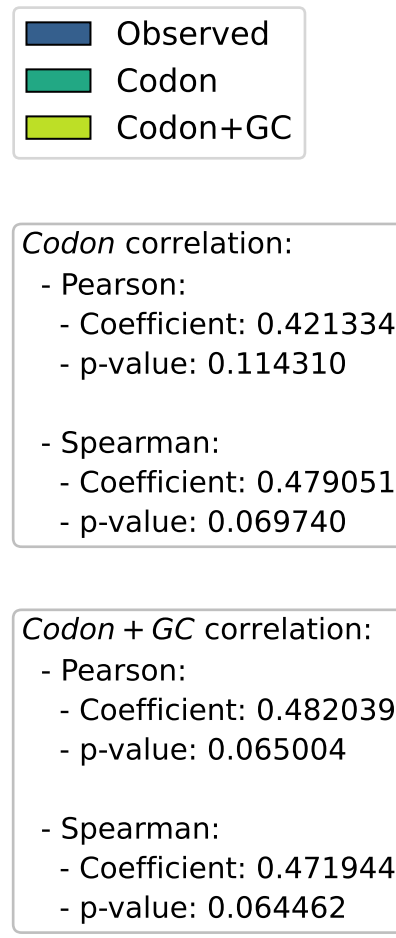 Observed
Codon
Codon+GC
Codon correlation:
- Pearson:
- Coefficient: 0.421334
- p-value: 0.114310
- Spearman:
- Coefficient: 0.479051
- p-value: 0.069740
Codon + GC correlation:
- Pearson:
- Coefficient: 0.482039
- p-value: 0.065004
- Spearman:
- Coefficient: 0.471944
- p-value: 0.064462